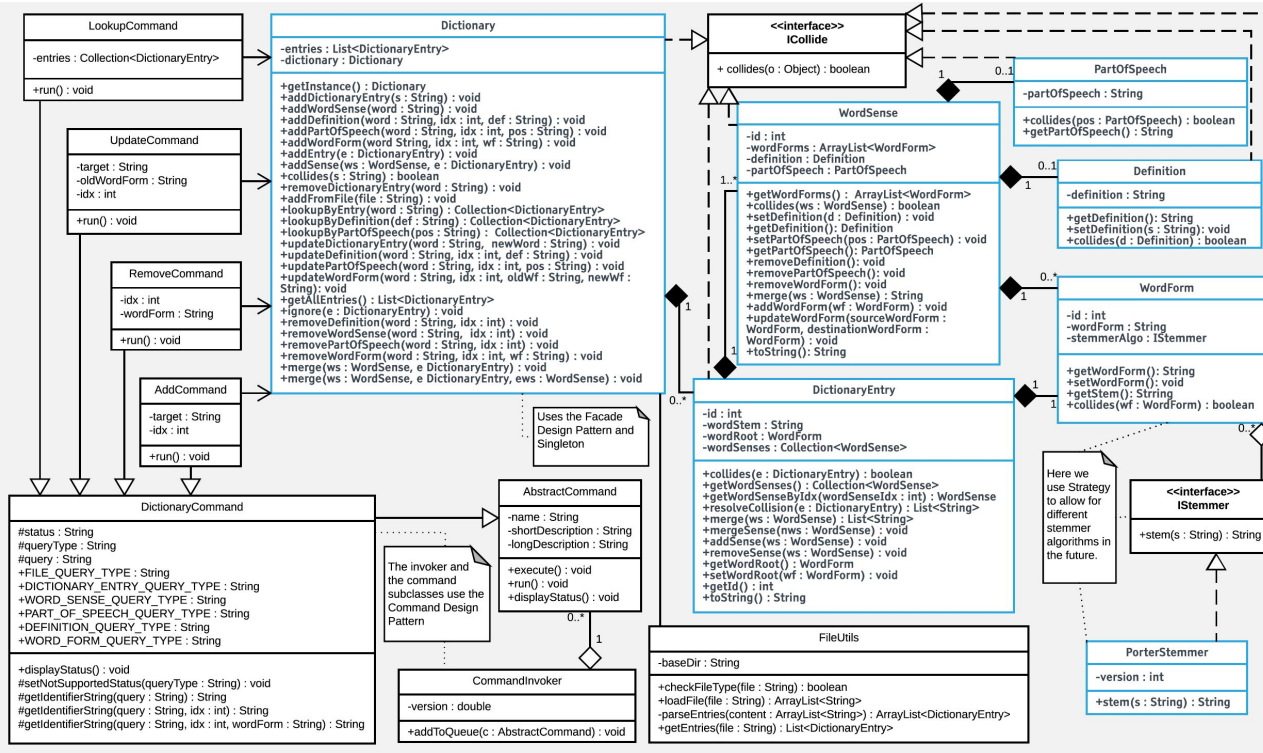 LookupCommand
-entries : Collection<DictionaryEntry>
+run() : void
UpdateCommand
-target : String
-oldWordForm : String
-idx : int
+run() : void
RemoveCommand
-idx : int
-wordForm : String
+run() : void
AddCommand
-target : String
-idx : int
+run() : void
Dictionary
-entries : List<DictionaryEntry>
-dictionary : Dictionary
+getInstance() : Dictionary
+addDictionaryEntry(s : String) : void
+addWordSense(word : String) : void
+addDefinition(word : String, idx : int, def : String) : void
+addPartOfSpeech(word : String, idx : int, pos : String) : void
+addWordForm(word String, idx : int, wf : String) : void
+addEntry(e : DictionaryEntry) : void
+addSense(ws : WordSense, e : DictionaryEntry) : void
+collides(s : String) : boolean
+removeDictionaryEntry(word : String) : void
+addFromFile(file : String) : void
+lookupByEntry(word : String) : Collection<DictionaryEntry>
+lookupByDefinition(def : String) : Collection<DictionaryEntry>
+lookupByPartOfSpeech(pos : String) : Collection<DictionaryEntry>
+updateDictionaryEntry(word : String, newWord : String) : void
+updateDefinition(word : String, idx : int, def : String) : void
+updatePartOfSpeech(word : String, idx : int, pos : String) : void
+updateWordForm(word : String, idx : int, oldWf : String, newWf :
String): void
+getAllEntries() : List<DictionaryEntry>
+ignore(e : DictionaryEntry) : void
+removeDefinition(word : String, idx : int) : void
+removeWordSense(word : String, idx : int) : void
+removePartOfSpeech(word : String, idx : int) : void
+removeWordForm(word : String, idx : int, wf : String) : void
+merge(ws : WordSense, e DictionaryEntry) : void
+merge(ws : WordSense, e DictionaryEntry, ews : WordSense) : void
Uses the Facade
Design Pattern and
Singleton
<<interface>>
ICollide
+ collides(o : Object) : boolean
1
0..1
PartOfSpeech
-partOfSpeech : String
+collides(pos : PartOfSpeech) : boolean
+getPartOfSpeech() : String
WordSense
-id : int
-wordForms : ArrayList<WordForm>
-definition : Definition
-partOfSpeech : PartOfSpeech
+getWordForms() : ArrayList<WordForm>
+collides(ws : WordSense) : boolean
+setDefinition(d : Definition) : void
+getDefinition(): Definition
+setPartOfSpeech(pos : PartOfSpeech) : void
+getPartOfSpeech(): PartOfSpeech
+removeDefinition(): void
+removePartOfSpeech(): void
+removeWordForm(): void
+merge(ws : WordSense) : String
+addWordForm(wf : WordForm) : void
+updateWordForm(sourceWordForm :
WordForm, destinationWordForm :
WordForm) : void
+toString(): String
0..1
1
Definition
-definition : String
+getDefinition(): String
+setDefinition(s : String): void
+collides(d : Definition) : boolean
0..*
1
WordForm
-id : int
-wordForm : String
-stemmerAlgo : IStemmer
+getWordForm(): String
+setWordForm(): void
+getStem(): String
+collides(wf : WordForm) : boolean
1..*
1
1
0..*
DictionaryEntry
-id : int
-wordStem : String
-wordRoot : WordForm
-wordSenses : Collection<WordSense>
+collides(e : DictionaryEntry) : boolean
+getWordSenses() : Collection<WordSense>
+getWordSenseByIdx(wordSenseIdx : int) : WordSense
+resolveCollision(e : DictionaryEntry) : List<String>
+merge(ws : WordSense) : List<String>
+mergeSense(nws : WordSense) : void
+addSense(ws : WordSense) : void
+removeSense(ws : WordSense) : void
+getWordRoot() : WordForm
+setWordRoot(wf : WordForm) : void
+getId() : int
+toString() : String
1
1
0..*
Here we
use Strategy
to allow for
different
stemmer
algorithms in
the future.
<<interface>>
IStemmer
+stem(s : String) : String
PorterStemmer
-version : int
+stem(s : String) : String
DictionaryCommand
#status : String
#queryType : String
#query : String
+FILE_QUERY_TYPE : String
+DICTIONARY_ENTRY_QUERY_TYPE : String
+WORD_SENSE_QUERY_TYPE : String
+PART_OF_SPEECH_QUERY_TYPE : String
+DEFINITION_QUERY_TYPE : String
+WORD_FORM_QUERY_TYPE : String
+displayStatus() : void
#setNotSupportedStatus(queryType : String) : void
#getIdentifierString(query : String) : String
#getIdentifierString(query : String, idx : int) : String
#getIdentifierString(query : String, idx : int, wordForm : String) : String
The invoker and
the command
subclasses use the
Command Design
Pattern
AbstractCommand
-name : String
-shortDescription : String
-longDescription : String
+execute() : void
+run() : void
+displayStatus() : void
0..*
1
CommandInvoker
-version : double
+addToQueue(c : AbstractCommand) : void
FileUtils
-baseDir : String
+checkFileType(file : String) : boolean
+loadFile(file : String) : ArrayList<String>
-parseEntries(content : ArrayList<String>) : ArrayList<DictionaryEntry>
+getEntries(file : String) : List<DictionaryEntry>